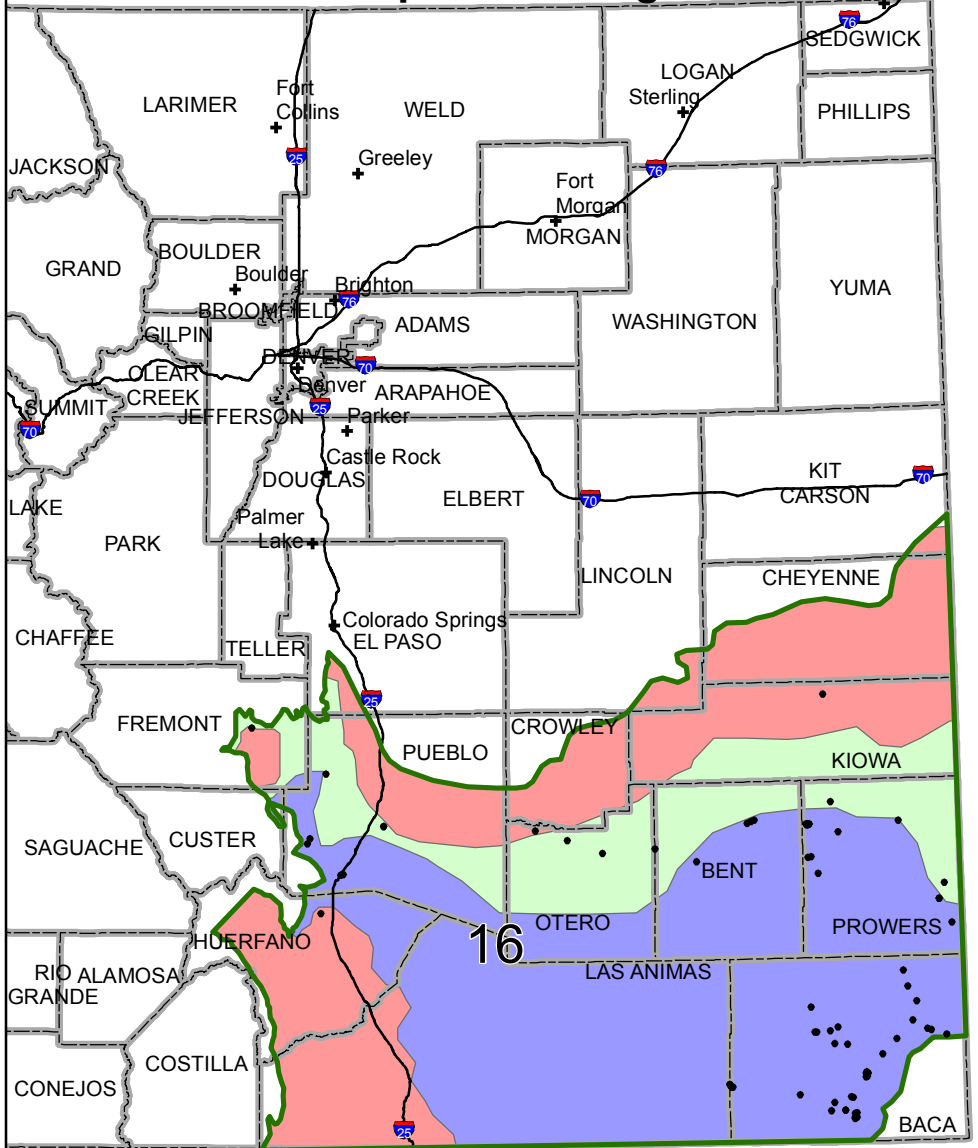 76
SEDGWICK
LOGAN
Sterling
PHILLIPS
LARIMER
Fort
Collins
WELD
JACKSON
25
Greeley
76
Fort
Morgan
MORGAN
GRAND
BOULDER
Boulder
Brighton
76
BROOMFIELD
YUMA
GILPIN
ADAMS
WASHINGTON
DENVER
Denver
70
CLEAR
CREEK
ARAPAHOE
SUMMIT
70
JEFFERSON
25
Parker
Castle Rock
DOUGLAS
ELBERT
70
KIT
CARSON
70
LAKE
PARK
Palmer
Lake
LINCOLN
CHEYENNE
CHAFFEE
TELLER
Colorado Springs
EL PASO
25
FREMONT
PUEBLO
CROWLEY
KIOWA
SAGUACHE
CUSTER
BENT
OTERO
PROWERS
16
HUERFANO
RIO
GRANDE
ALAMOSA
LAS ANIMAS
COSTILLA
CONEJOS
25
BACA